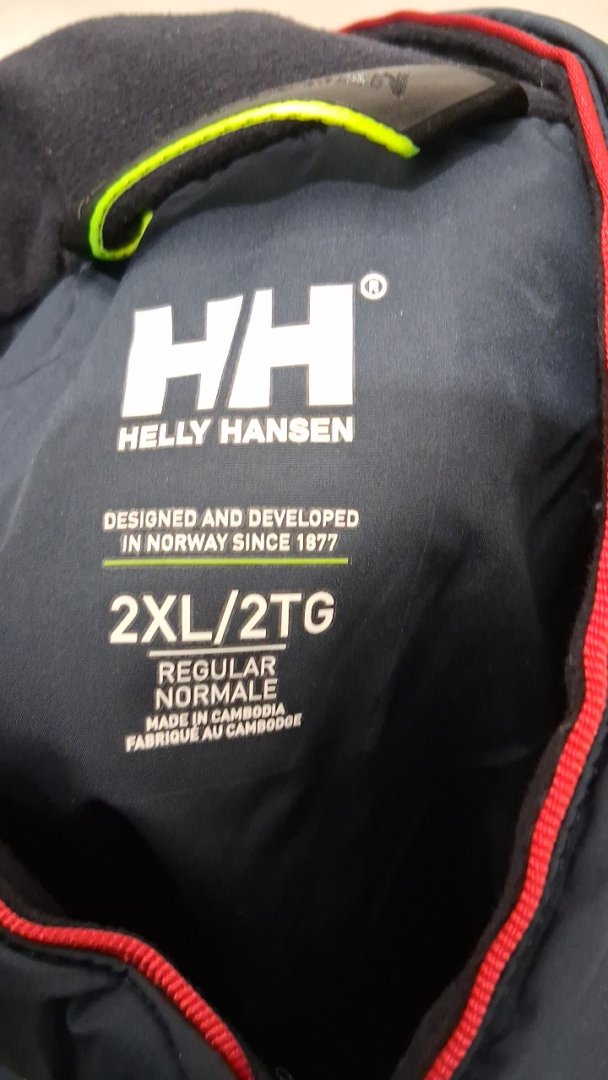 HH®
HELLY HANSEN
DESIGNED AND DEVELOPED
IN NORWAY SINCE 1877
2XL/2TG
REGULAR
NORMALE
MADE IN CAMBODIA
FABRIQUÉ AU CAMBODGE